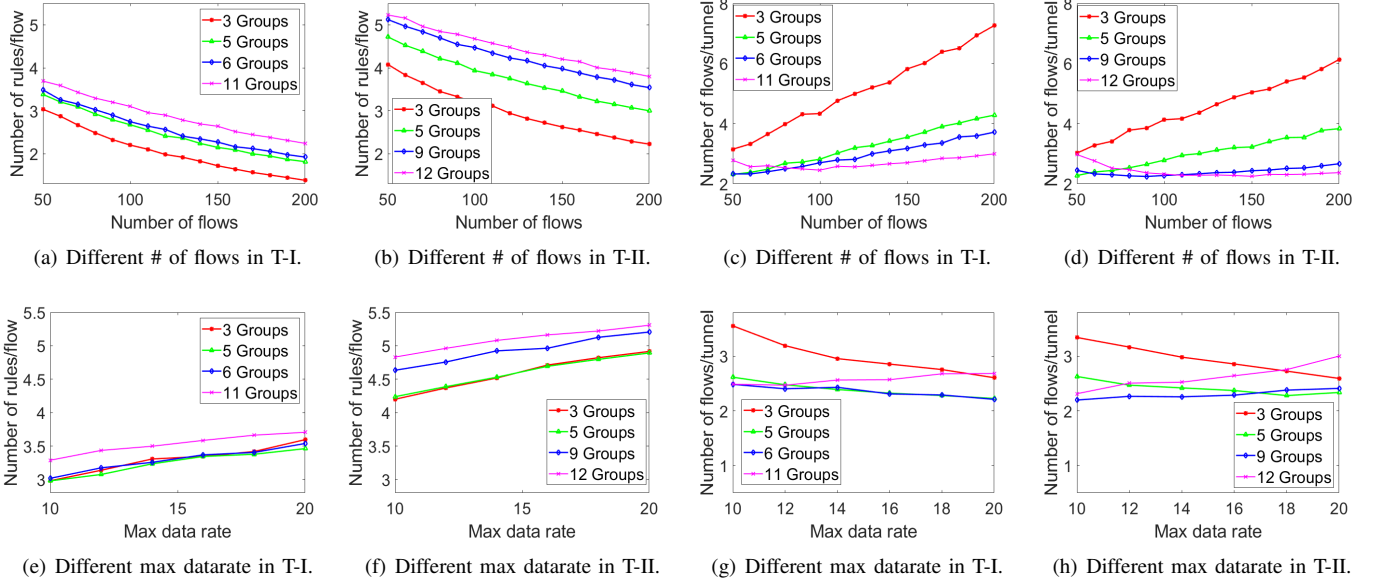 Number of rules/flow
5
4
3
2
50
100
150
200
Number of flows
3 Groups
5 Groups
6 Groups
11 Groups
(a) Different # of flows in T-I.
Number of rules/flow
5
4
3
2
50
100
150
200
Number of flows
3 Groups
5 Groups
9 Groups
12 Groups
(b) Different # of flows in T-II.
Number of flows/tunnel
8
6
4
2
50
100
150
200
Number of flows
3 Groups
5 Groups
6 Groups
11 Groups
(c) Different # of flows in T-I.
Number of flows/tunnel
8
6
4
2
50
100
150
200
Number of flows
3 Groups
5 Groups
9 Groups
12 Groups
(d) Different # of flows in T-II.
Number of rules/flow
5.5
5
4.5
4
3.5
3
10
15
20
Max data rate
3 Groups
5 Groups
6 Groups
11 Groups
(e) Different max datarate in T-I.
Number of rules/flow
5.5
5
4.5
4
3.5
3
10
15
20
Max data rate
3 Groups
5 Groups
9 Groups
12 Groups
(f) Different max datarate in T-II.
Number of flows/tunnel
3
2
1
10
12
14
16
18
20
Max data rate
3 Groups
5 Groups
6 Groups
11 Groups
(g) Different max datarate in T-I.
Number of flows/tunnel
3
2
1
10
12
14
16
18
20
Max data rate
3 Groups
5 Groups
9 Groups
12 Groups
(h) Different max datarate in T-II.